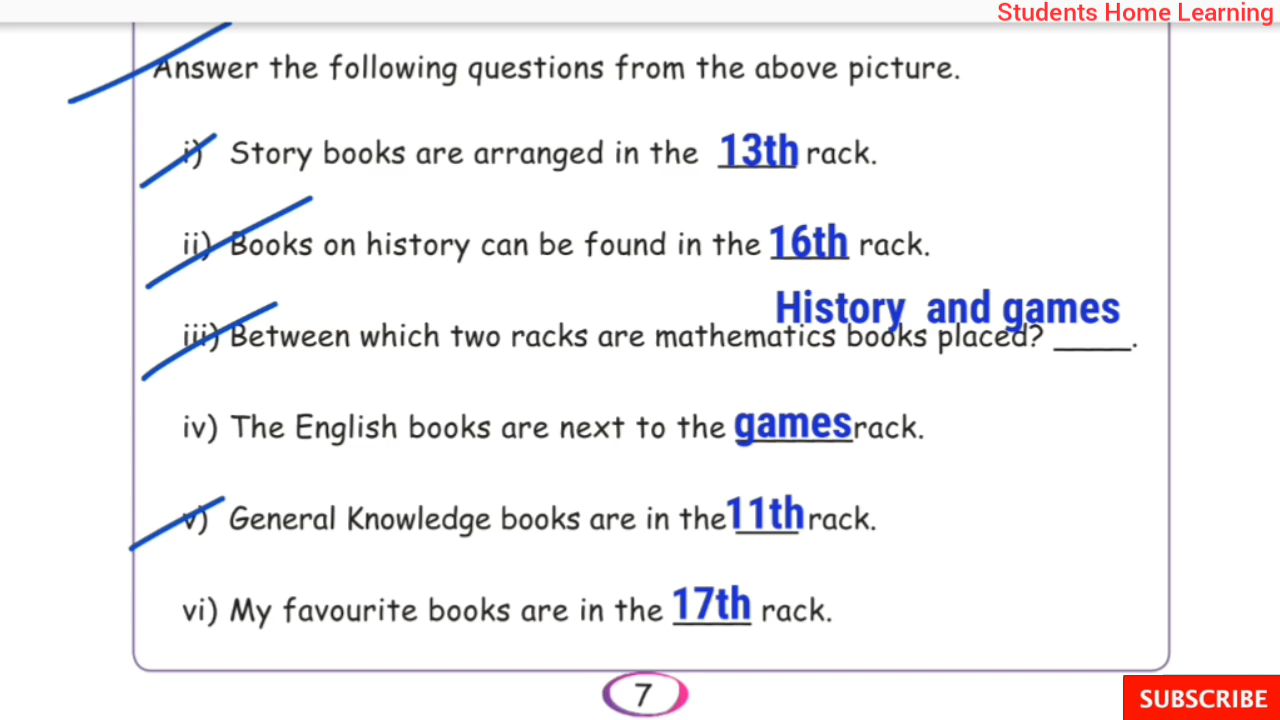 Students Home Learning
Answer the following questions from the above picture.
i) Story books are arranged in the 13th rack.
ii) Books on history can be found in the 16th rack.
History and games
iii) Between which two racks are mathematics books placed? _____.
iv) The English books are next to the games rack.
v) General Knowledge books are in the 11th rack.
vi) My favourite books are in the 17th rack.
7
SUBSCRIBE